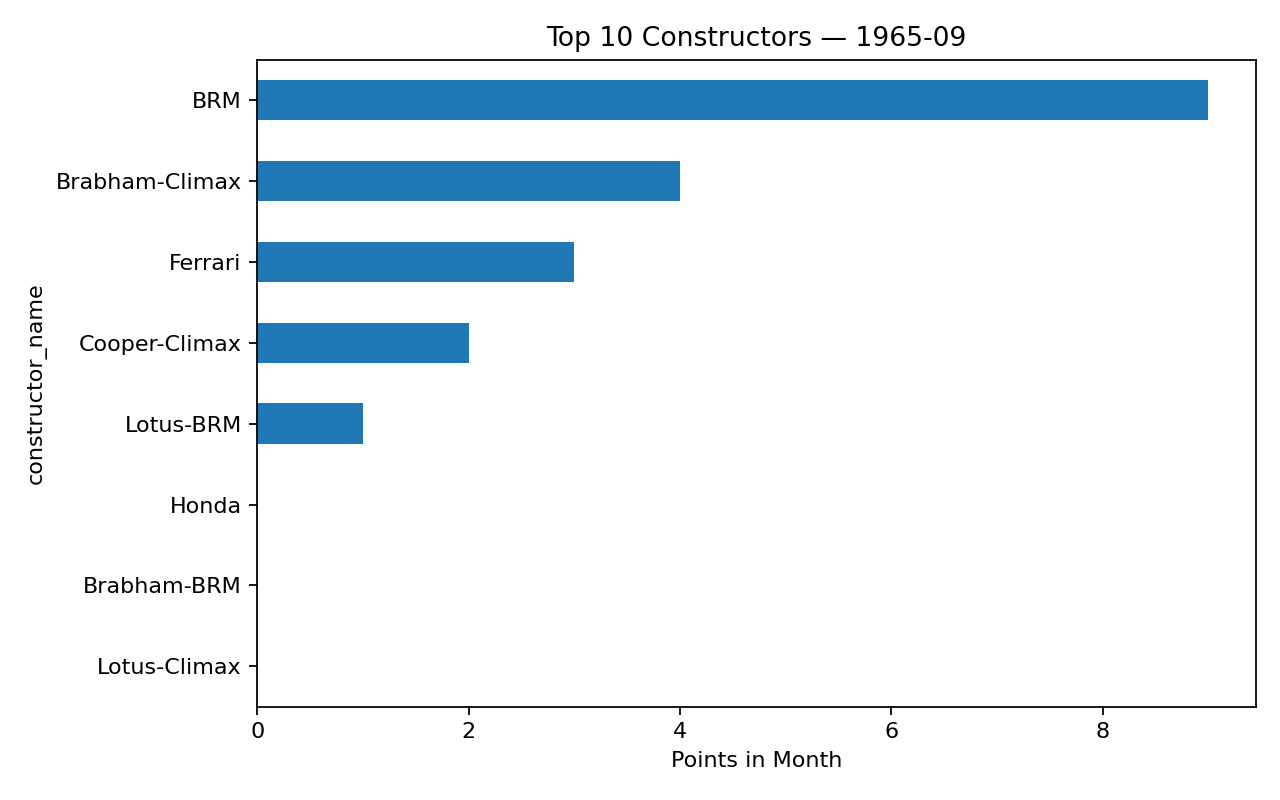 Top 10 Constructors — 1965-09
constructor_name
BRM
Brabham-Climax
Ferrari
Cooper-Climax
Lotus-BRM
Honda
Brabham-BRM
Lotus-Climax
0 2 4 6 8
Points in Month